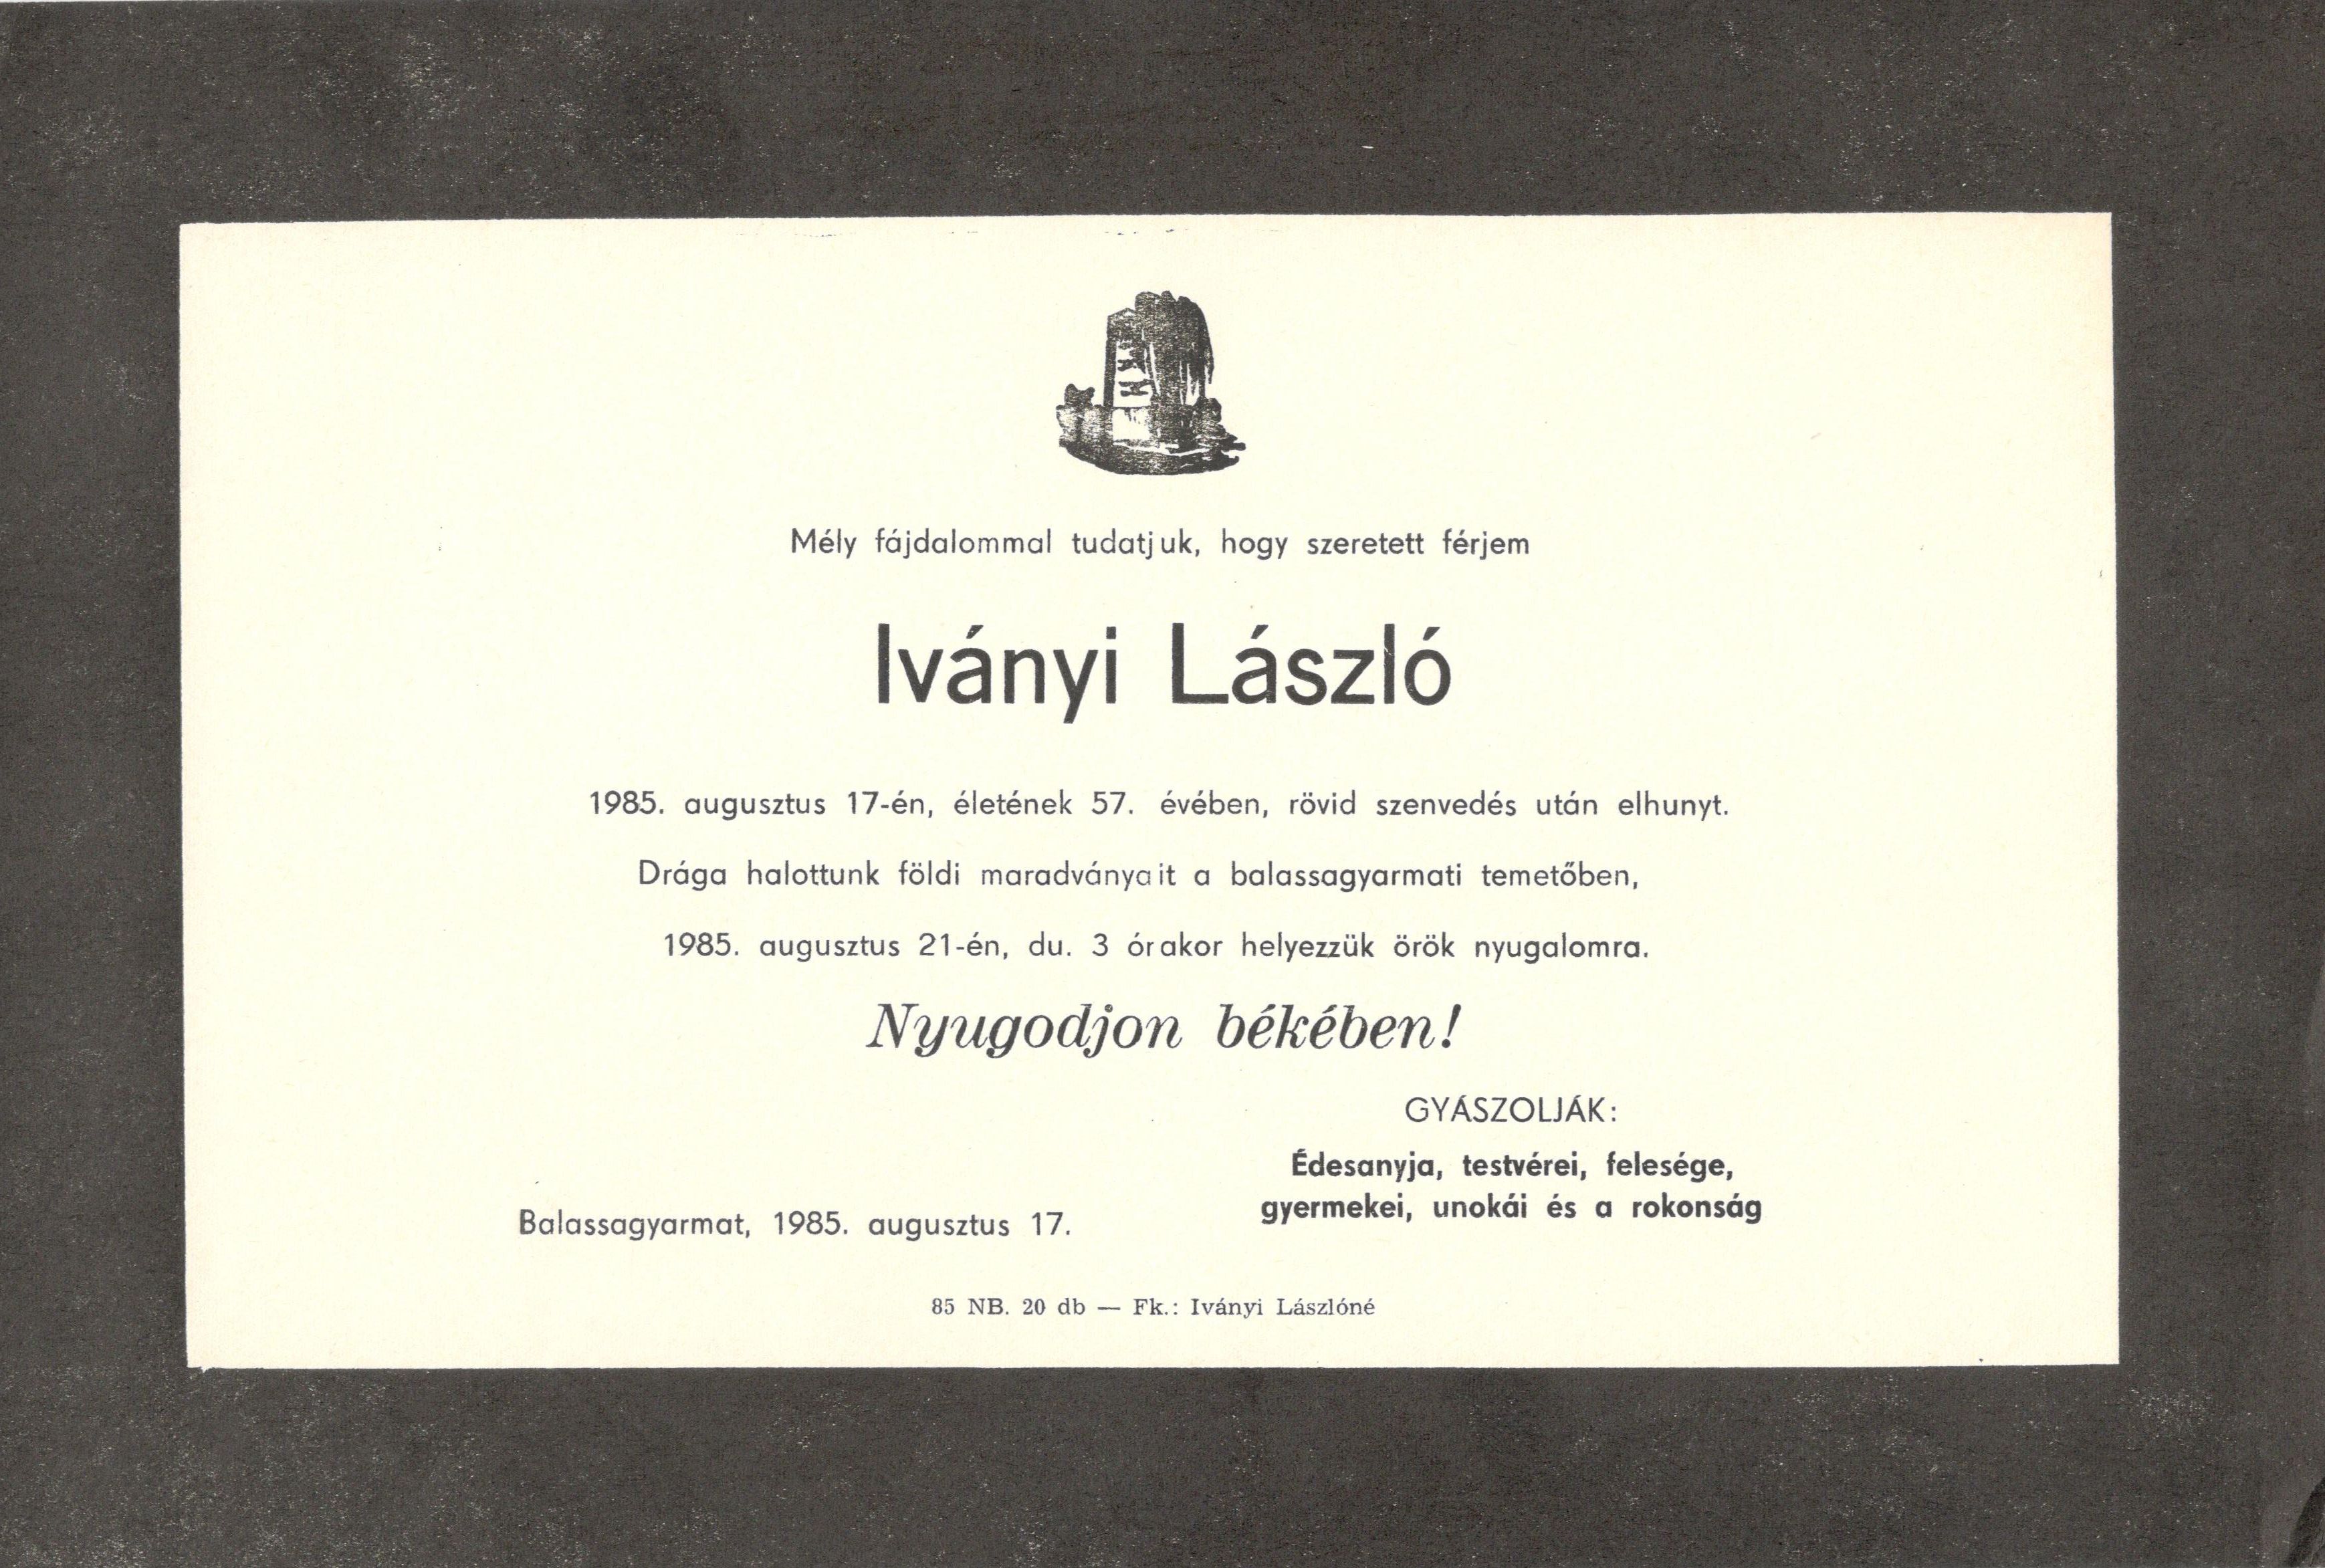 Mély fájdalommal tudatjuk, hogy szeretett férjem
Iványi László
1985. augusztus 17-én, életének 57. évében, rövid szenvedés után elhunyt.
Drága halottunk földi maradványait a balassagyarmati temetőben,
1985. augusztus 21-én, du. 3 órakor helyezzük örök nyugalomra.
Nyugodjon békében!
GYÁSZOLJÁK:
Édesanyja, testvérei, felesége,
gyermekei, unokái és a rokonság
Balassagyarmat, 1985. augusztus 17.
85 NB. 20 db — Fk.: Iványi Lászlóné